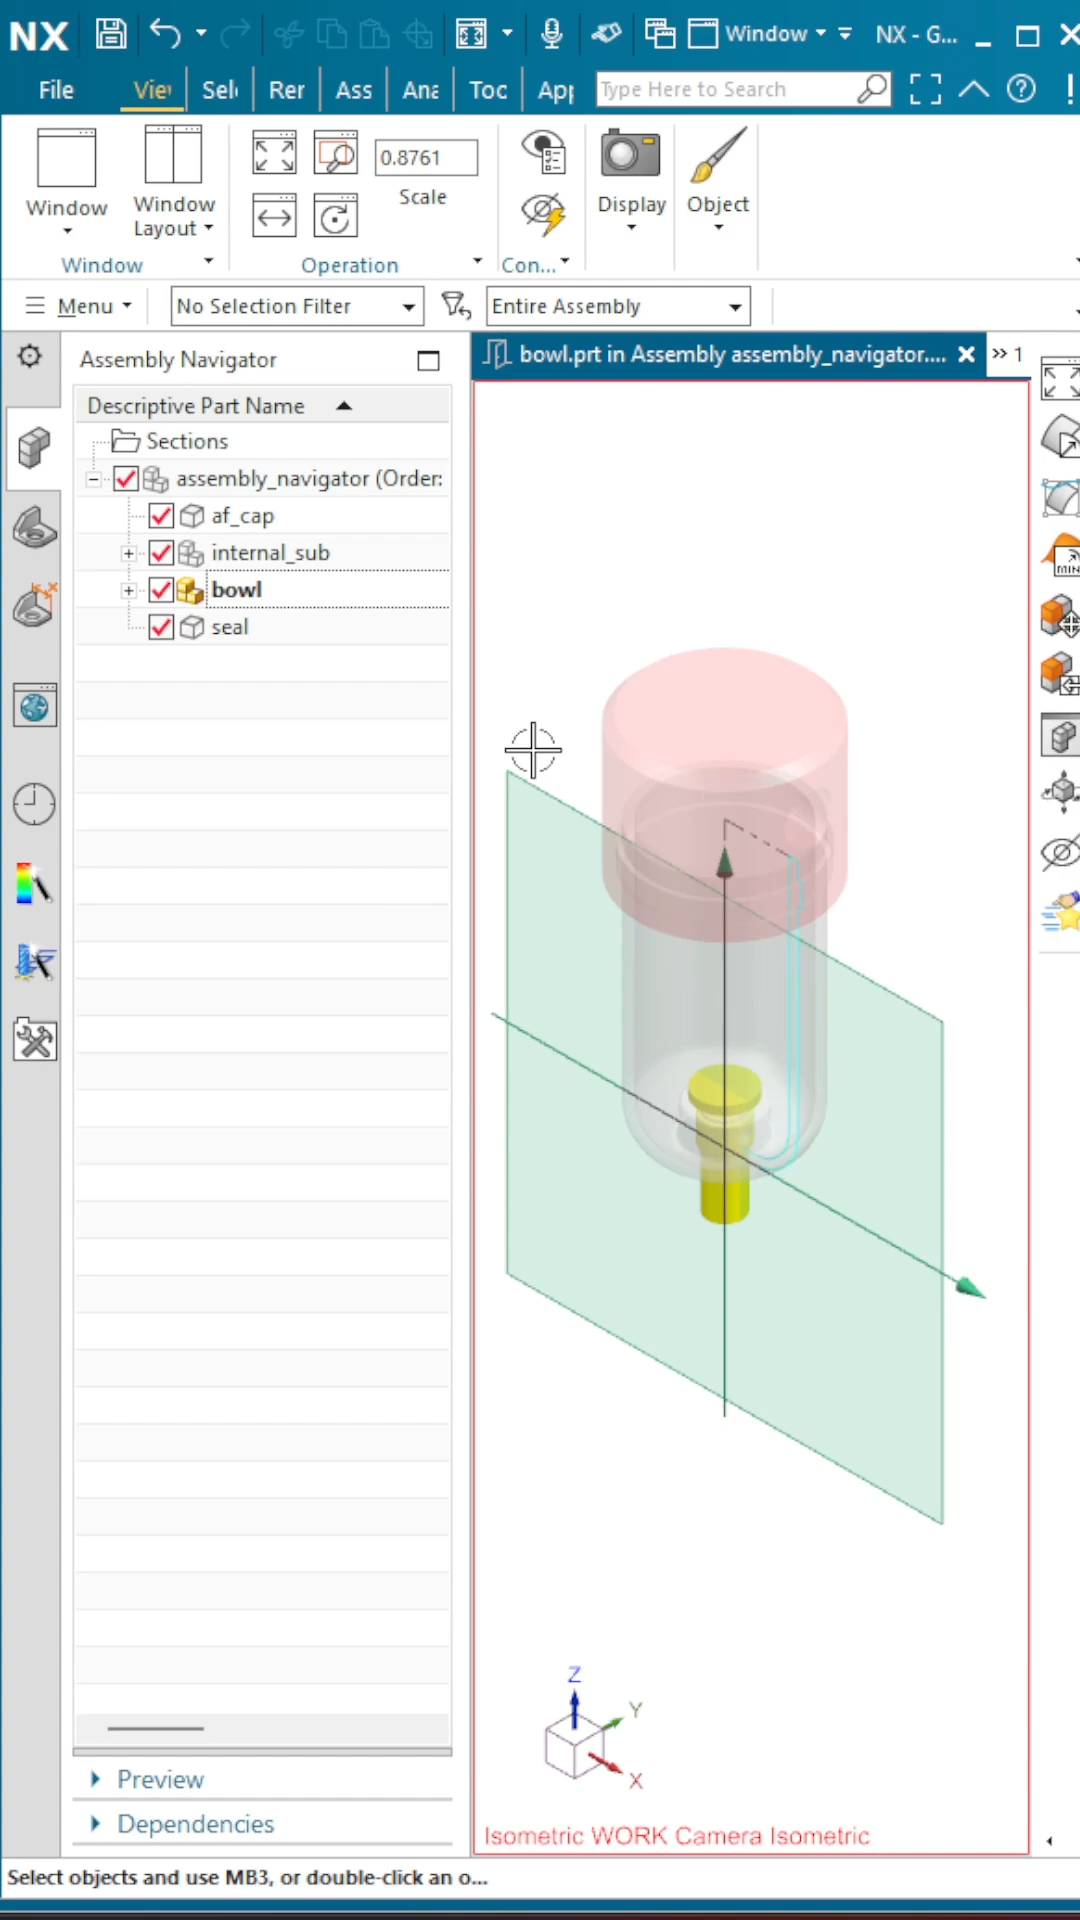 NX
Window
NX - G...
File
Viev
Sel
Rer
Ass
Ana
Toc
App
Type Here to Search
0.8761
Scale
Window
Window
Layout
Display
Object
Window
Operation
Con...
Menu
No Selection Filter
Entire Assembly
Assembly Navigator
bowl.prt in Assembly assembly_navigator....
1
Descriptive Part Name
Sections
assembly_navigator (Order:
af_cap
internal_sub
bowl
seal
MIN
Z
Y
X
Preview
Dependencies
Isometric WORK Camera Isometric
Select objects and use MB3, or double-click an o...